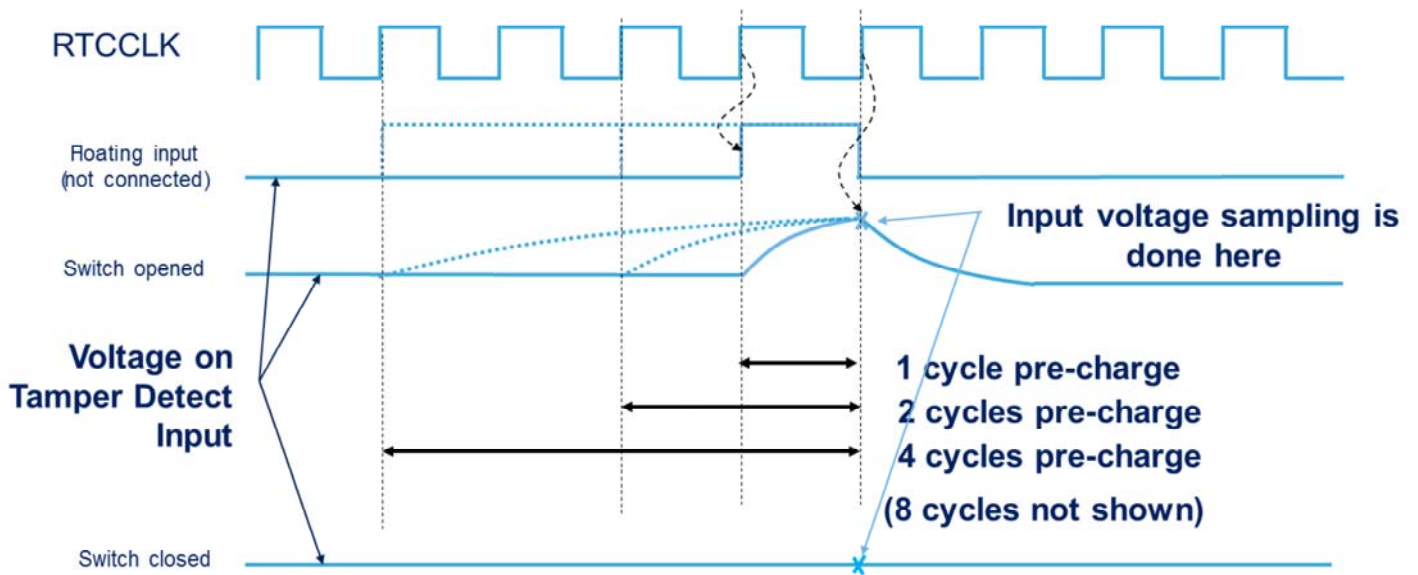 RTCCLK
Floating input
(not connected)
Switch opened
Input voltage sampling is
done here
Voltage on
Tamper Detect
Input
1 cycle pre-charge
2 cycles pre-charge
4 cycles pre-charge
(8 cycles not shown)
Switch closed